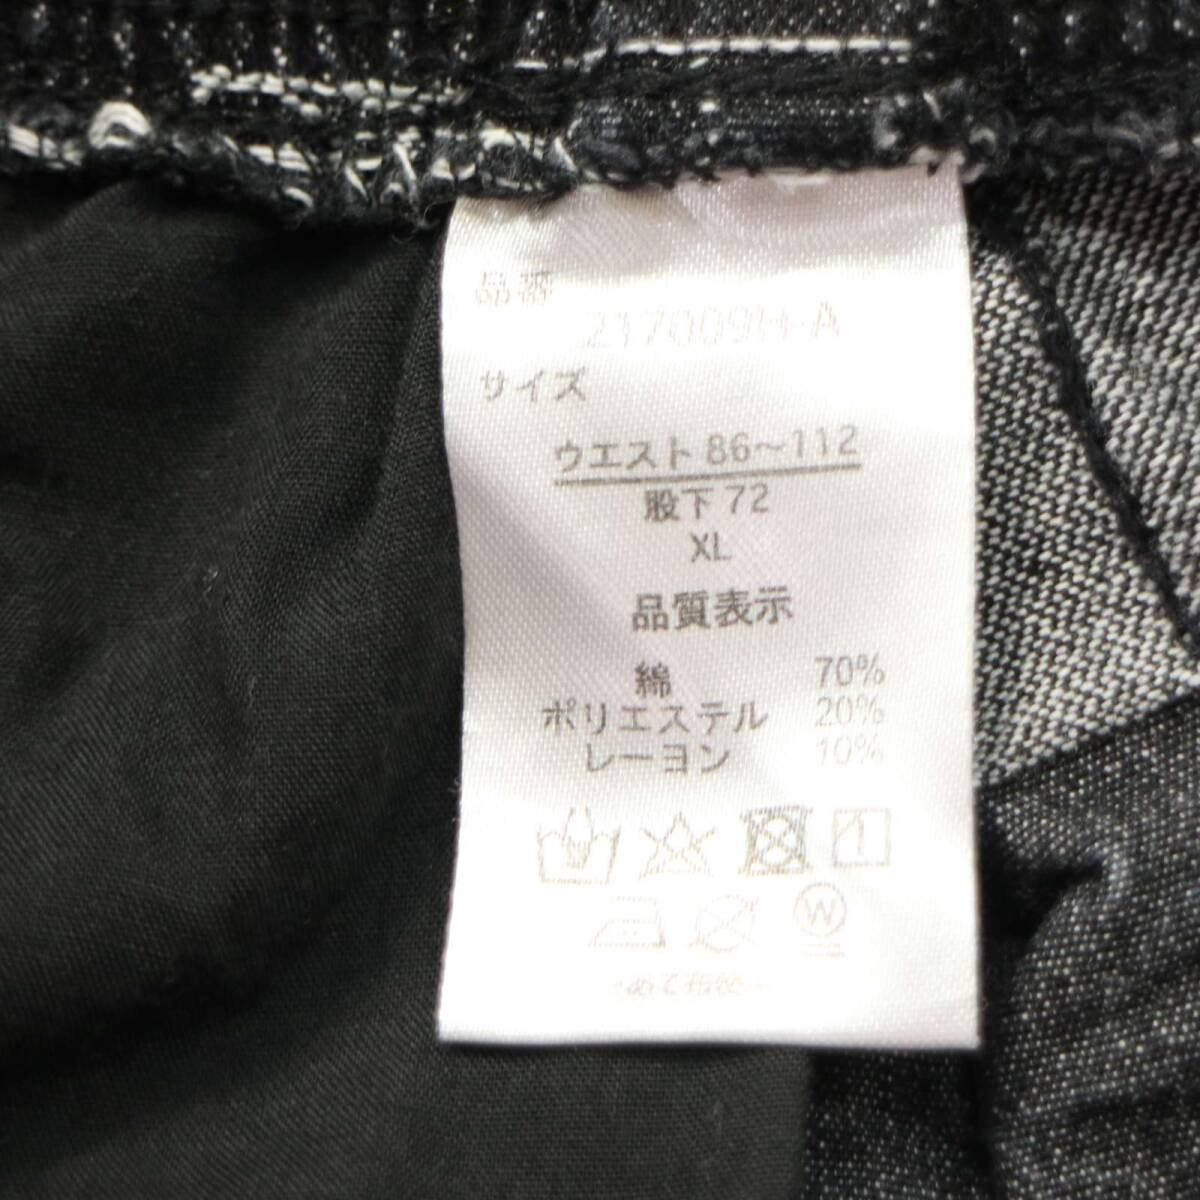 品番
217009H-A
サイズ
ウエスト 86～112
股下 72
XL
品質表示
綿 70%
ポリエステル 20%
レーヨン 10%
W